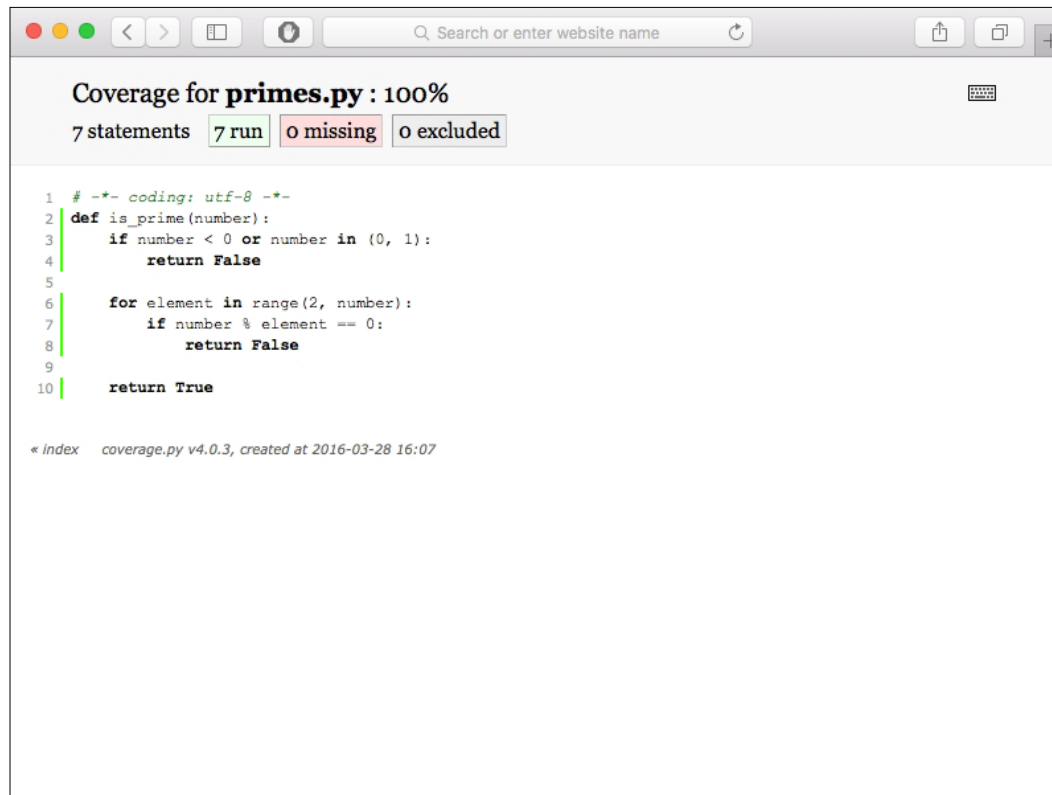 Search or enter website name
Coverage for primes.py : 100%
7 statements 7 run 0 missing 0 excluded
1 # -*- coding: utf-8 -*-
2 def is_prime(number):
3     if number < 0 or number in (0, 1):
4         return False
5
6     for element in range(2, number):
7         if number % element == 0:
8             return False
9
10     return True
« index coverage.py v4.0.3, created at 2016-03-28 16:07